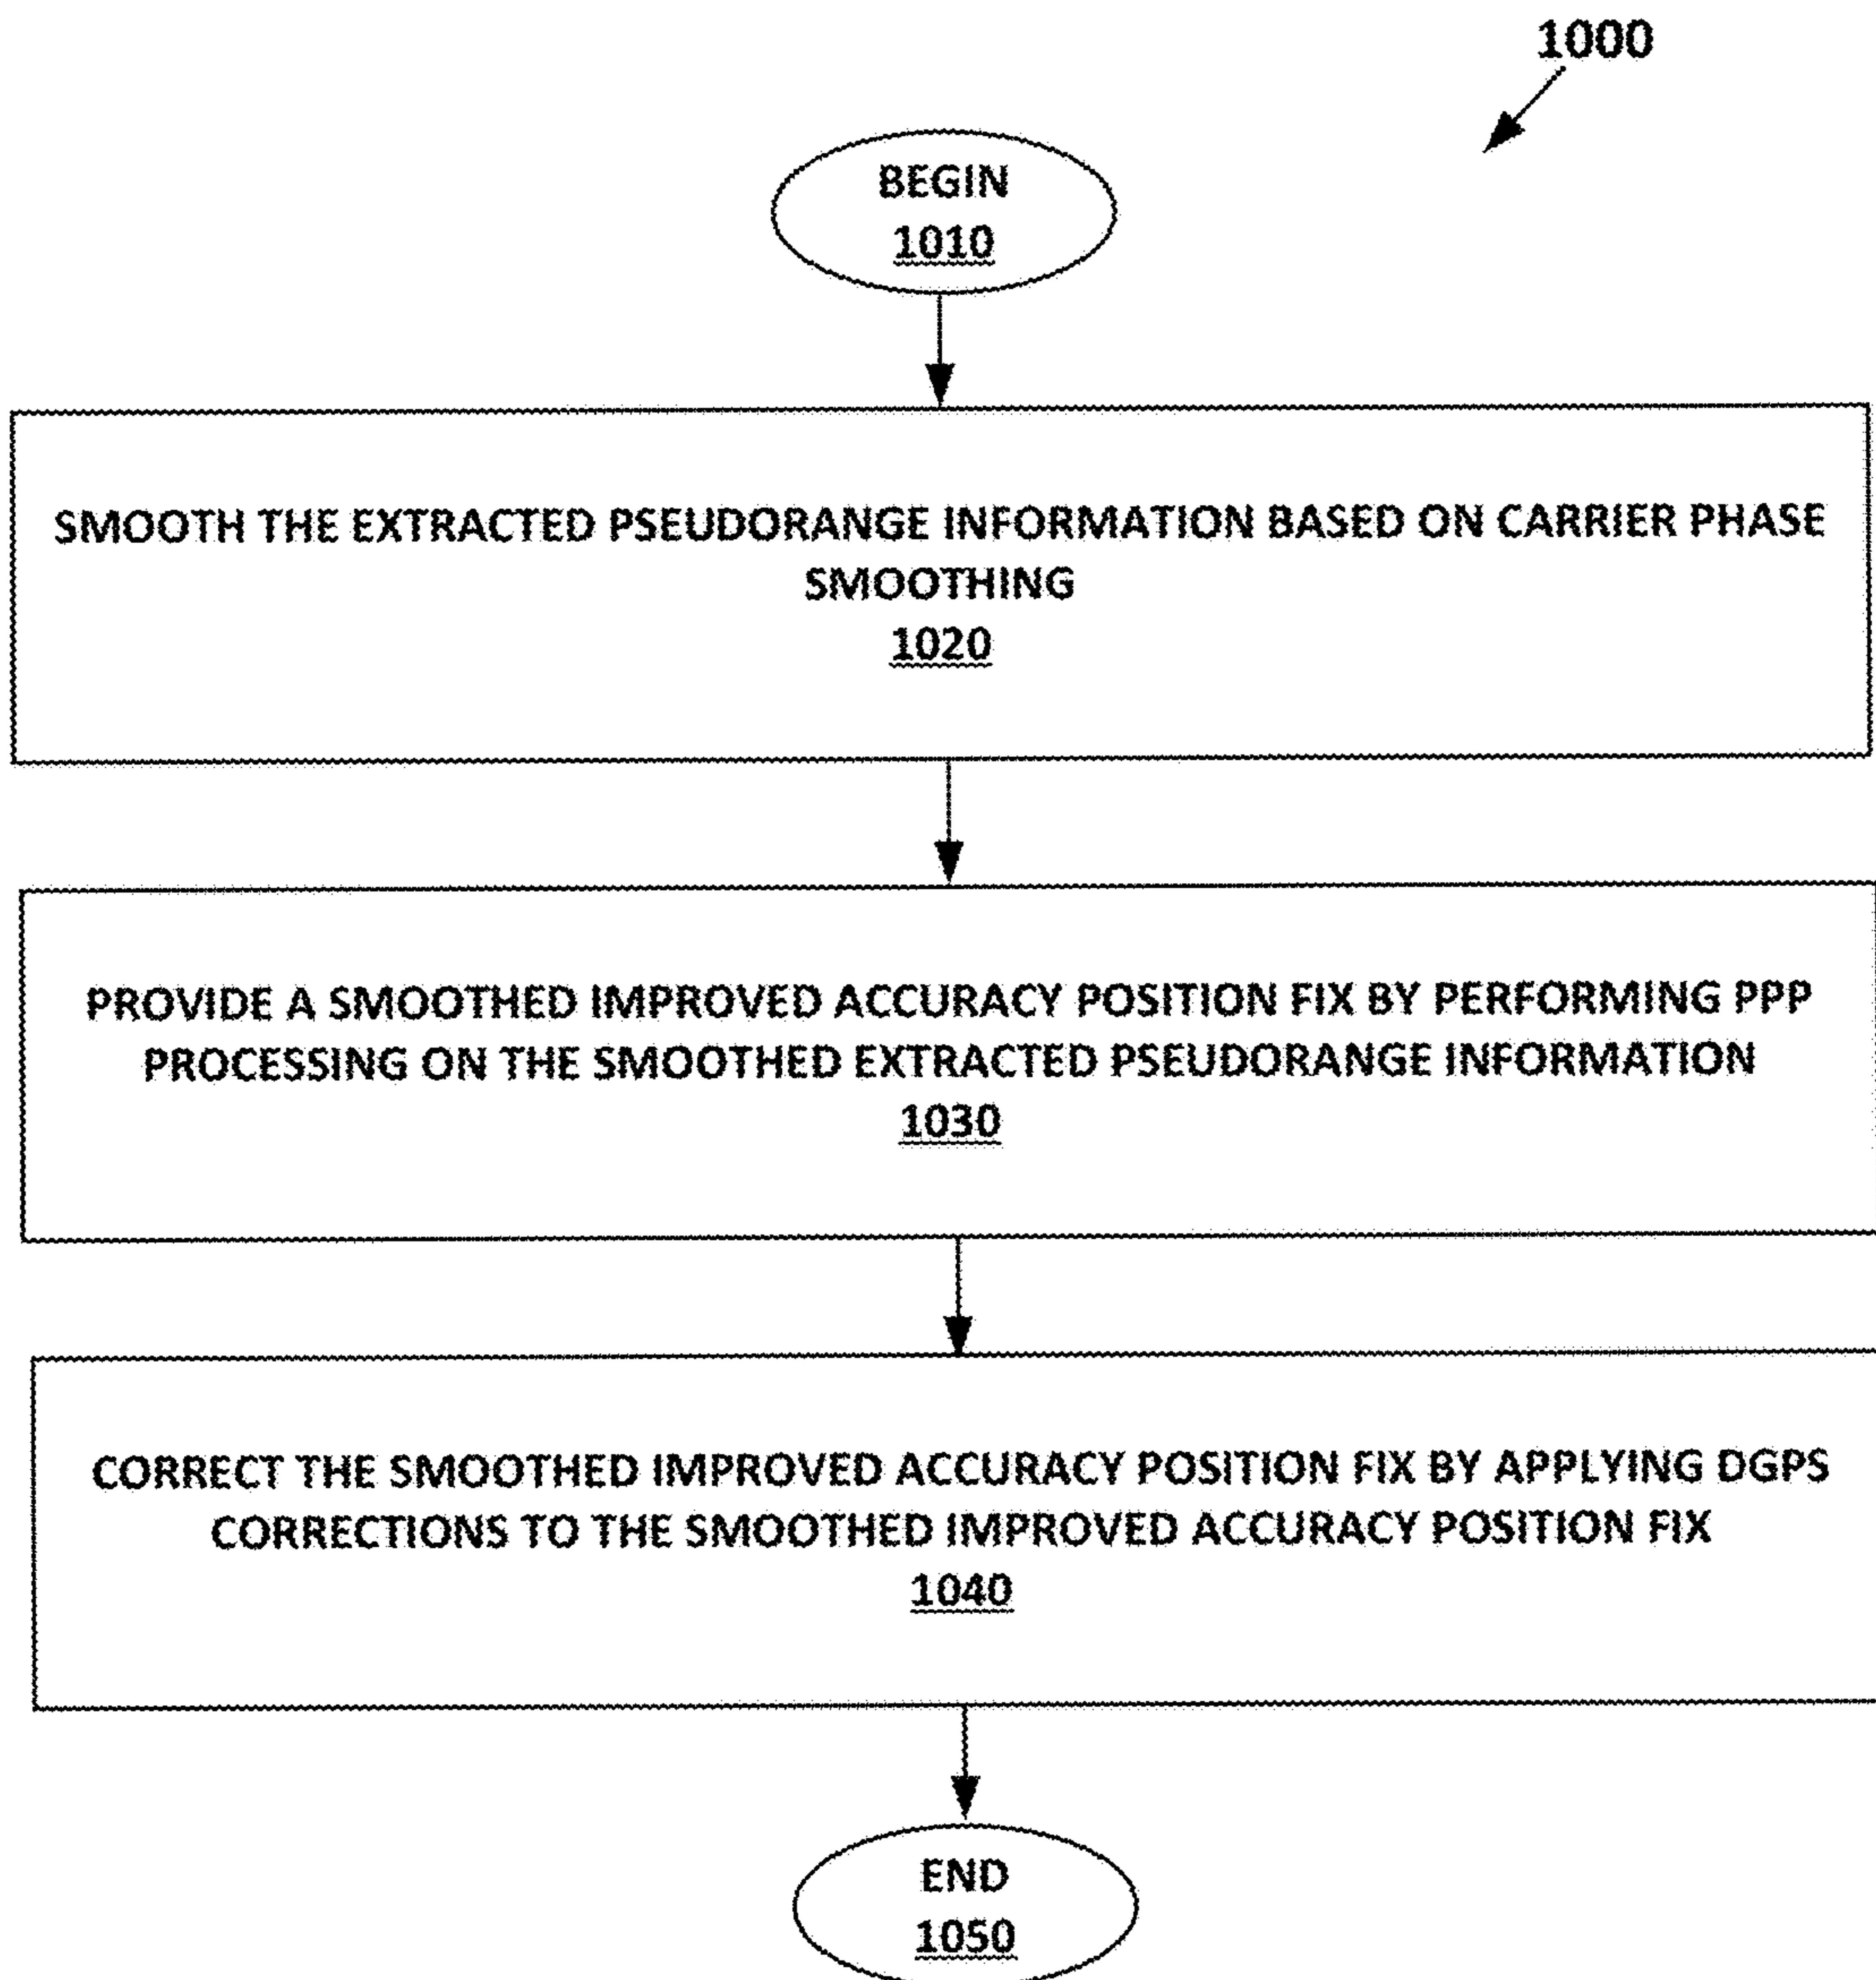 1000
BEGIN
1010
SMOOTH THE EXTRACTED PSEUDORANGE INFORMATION BASED ON CARRIER PHASE
SMOOTHING
1020
PROVIDE A SMOOTHED IMPROVED ACCURACY POSITION FIX BY PERFORMING PPP
PROCESSING ON THE SMOOTHED EXTRACTED PSEUDORANGE INFORMATION
1030
CORRECT THE SMOOTHED IMPROVED ACCURACY POSITION FIX BY APPLYING DGPS
CORRECTIONS TO THE SMOOTHED IMPROVED ACCURACY POSITION FIX
1040
END
1050